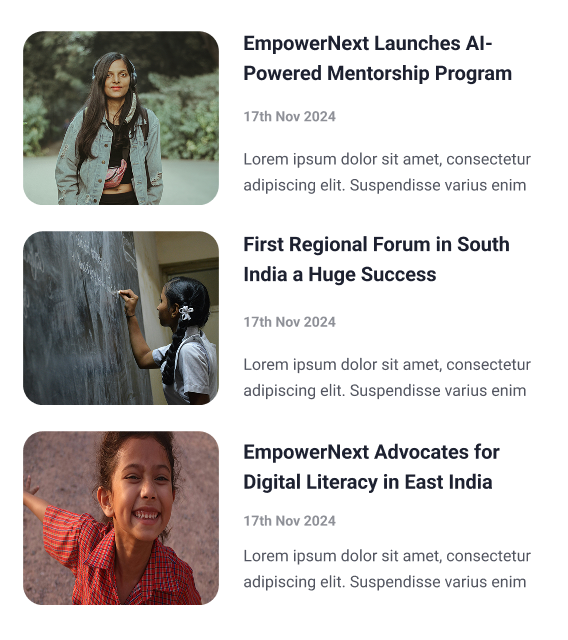 EmpowerNext Launches AI-
Powered Mentorship Program
17th Nov 2024
Lorem ipsum dolor sit amet, consectetur
adipiscing elit. Suspendisse varius enim
First Regional Forum in South
India a Huge Success
17th Nov 2024
Lorem ipsum dolor sit amet, consectetur
adipiscing elit. Suspendisse varius enim
EmpowerNext Advocates for
Digital Literacy in East India
17th Nov 2024
Lorem ipsum dolor sit amet, consectetur
adipiscing elit. Suspendisse varius enim